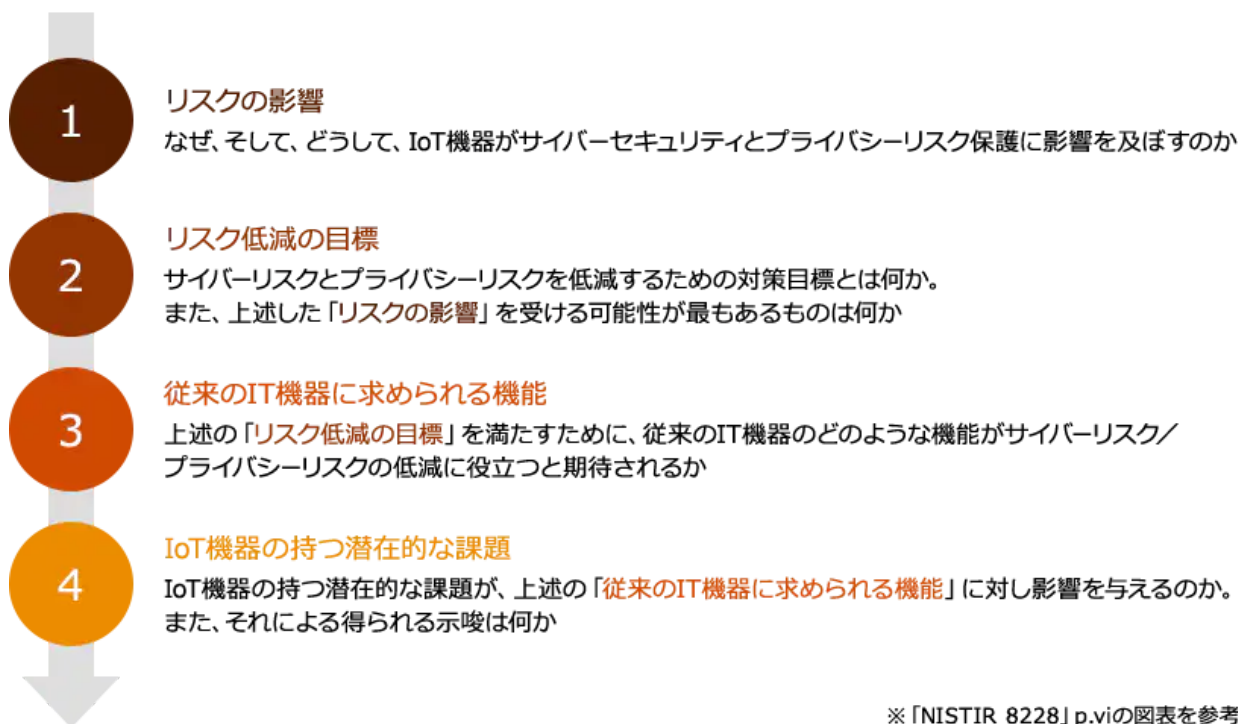 1
リスクの影響
なぜ、そして、どうして、IoT機器がサイバーセキュリティとプライバシーリスク保護に影響を及ぼすのか
2
リスク低減の目標
サイバーリスクとプライバシーリスクを低減するための対策目標とは何か。
また、上述した「リスクの影響」を受ける可能性が最もあるものは何か
3
従来のIT機器に求められる機能
上述の「リスク低減の目標」を満たすために、従来のIT機器のどのような機能がサイバーリスク／
プライバシーリスクの低減に役立つと期待されるか
4
IoT機器の持つ潜在的な課題
IoT機器の持つ潜在的な課題が、上述の「従来のIT機器に求められる機能」に対し影響を与えるのか。
また、それによる得られる示唆は何か
※「NISTIR 8228」p.viの図表を参考